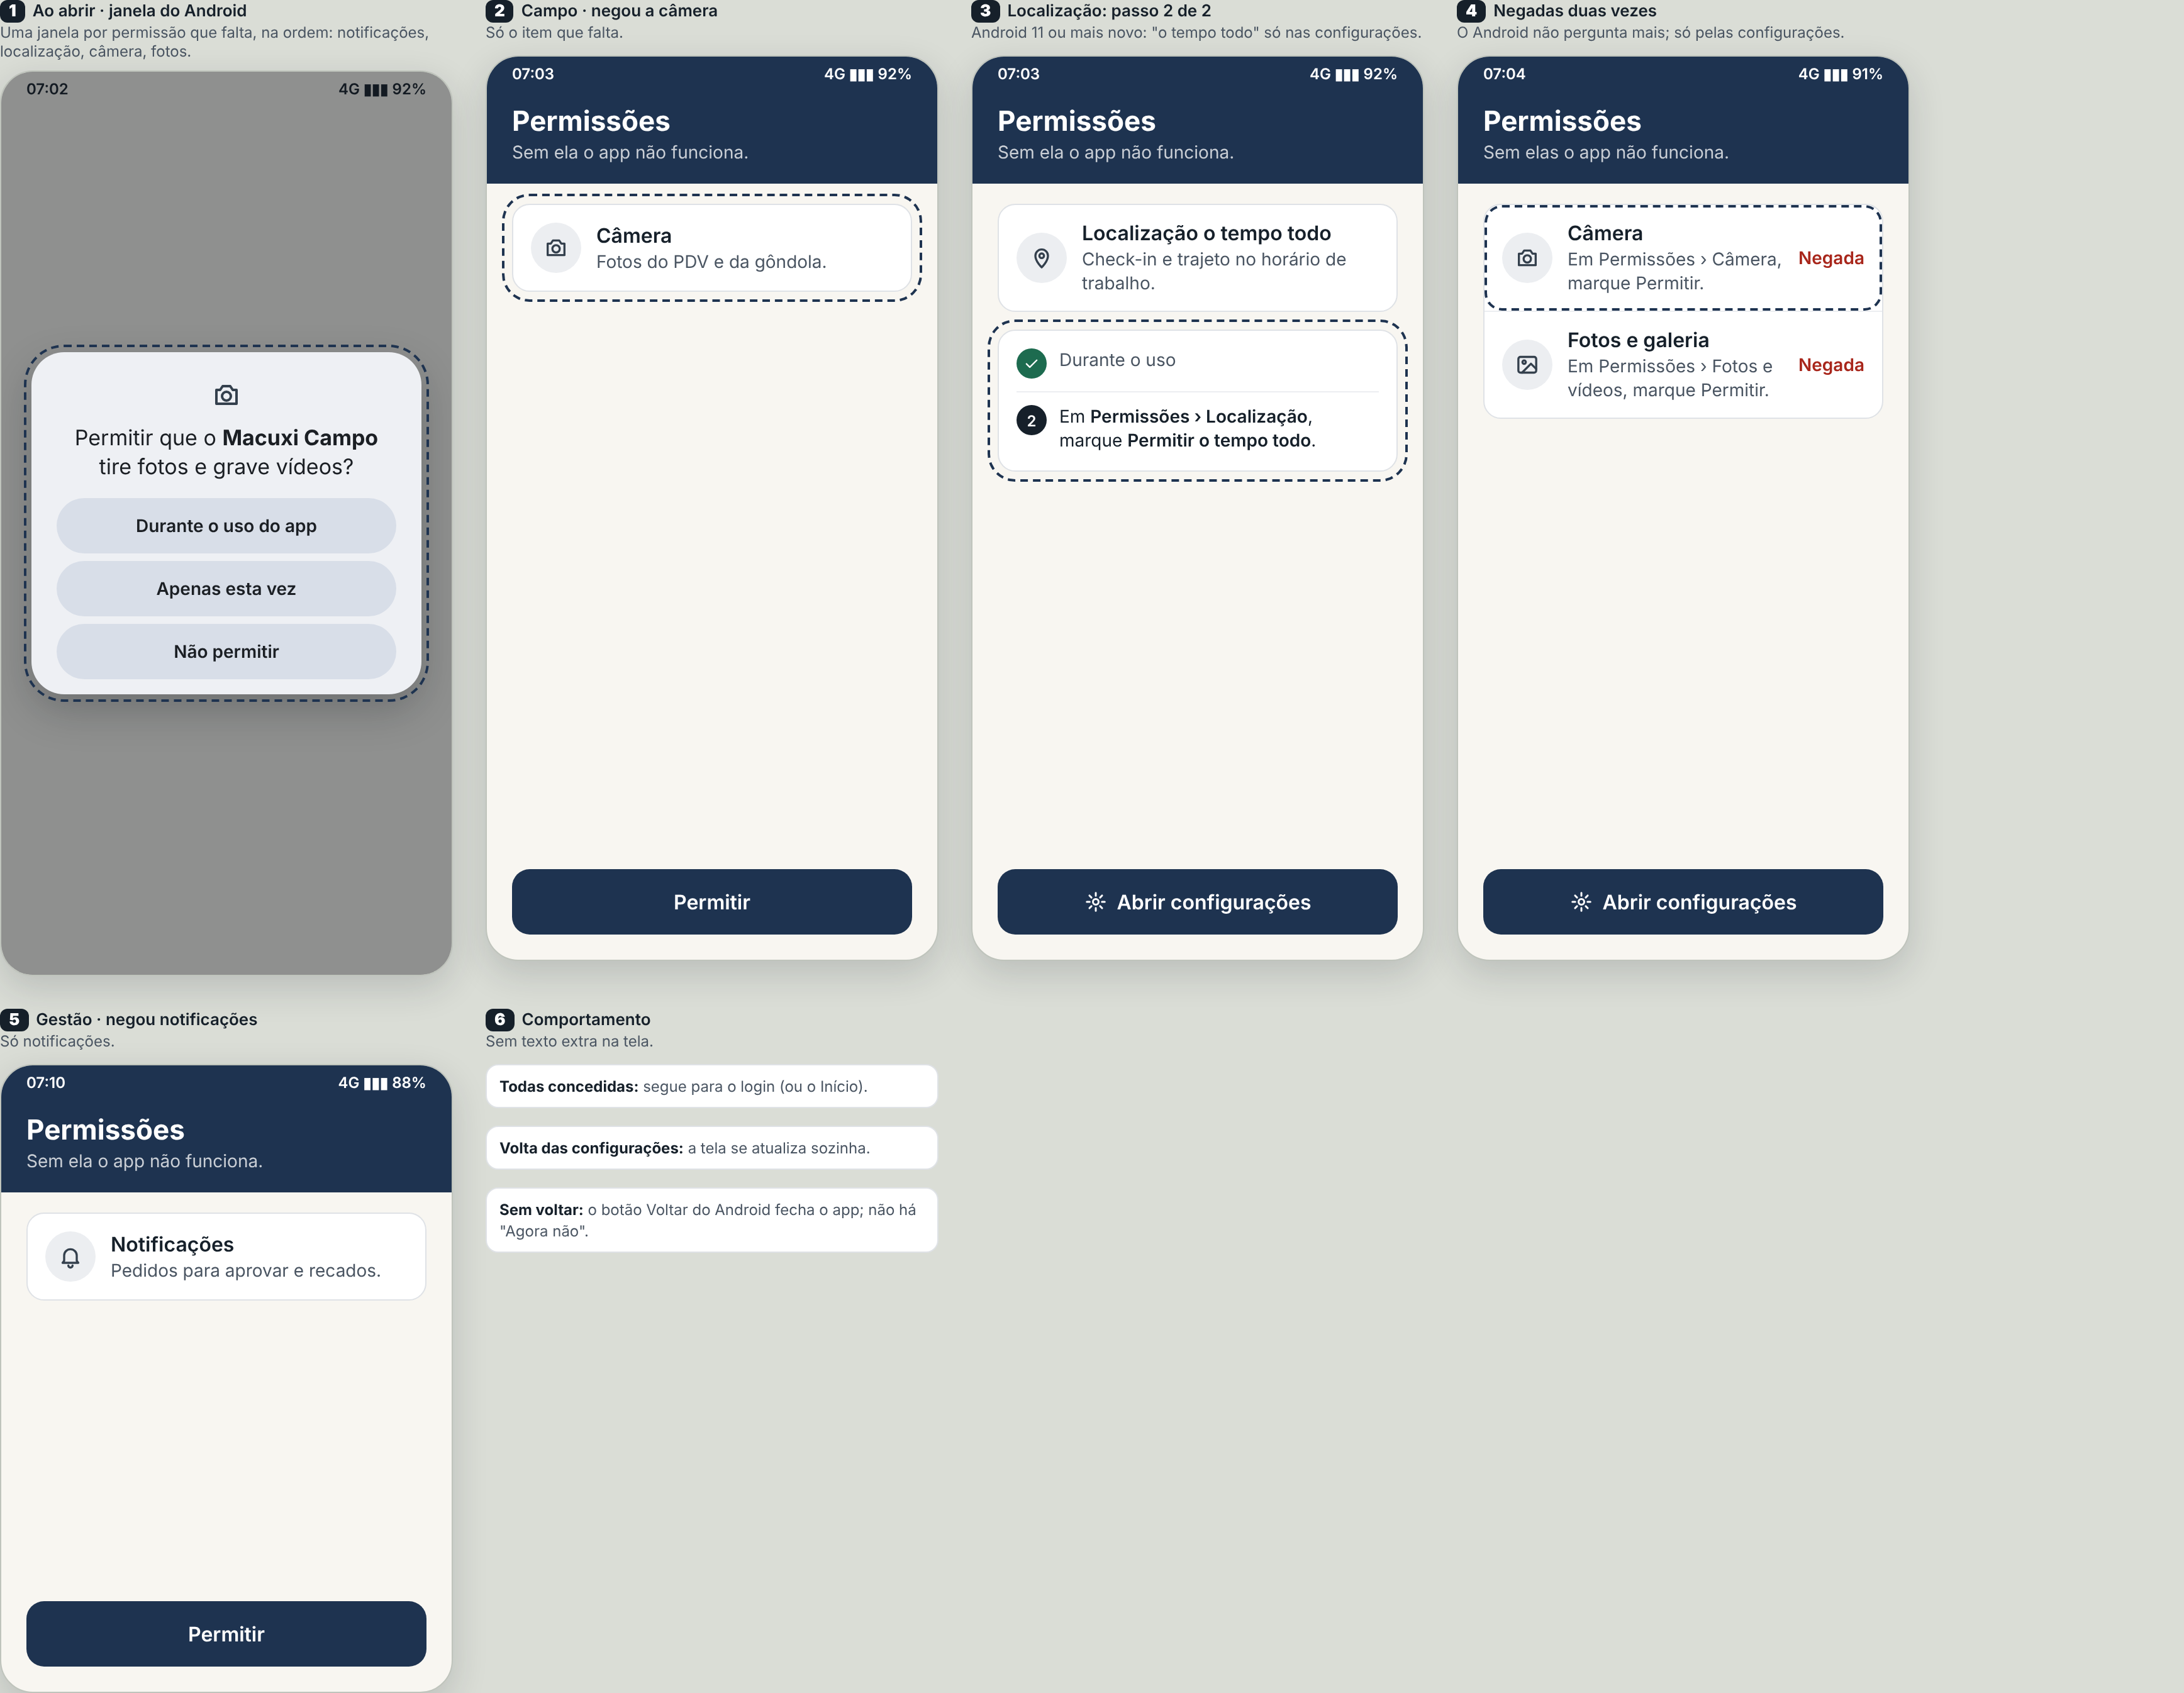 1 Ao abrir · janela do Android
Uma janela por permissão que falta, na ordem: notificações,
localização, câmera, fotos.
07:02 4G 92%
Permitir que o Macuxi Campo
tire fotos e grave vídeos?
Durante o uso do app
Apenas esta vez
Não permitir
2 Campo · negou a câmera
Só o item que falta.
07:03 4G 92%
Permissões
Sem ela o app não funciona.
Câmera
Fotos do PDV e da gôndola.
Permitir
3 Localização: passo 2 de 2
Android 11 ou mais novo: "o tempo todo" só nas configurações.
07:03 4G 92%
Permissões
Sem ela o app não funciona.
Localização o tempo todo
Check-in e trajeto no horário de
trabalho.
Durante o uso
2 Em Permissões › Localização,
marque Permitir o tempo todo.
Abrir configurações
4 Negadas duas vezes
O Android não pergunta mais; só pelas configurações.
07:04 4G 91%
Permissões
Sem elas o app não funciona.
Câmera
Em Permissões › Câmera,
marque Permitir.
Negada
Fotos e galeria
Em Permissões › Fotos e
vídeos, marque Permitir.
Negada
Abrir configurações
5 Gestão · negou notificações
Só notificações.
07:10 4G 88%
Permissões
Sem ela o app não funciona.
Notificações
Pedidos para aprovar e recados.
Permitir
6 Comportamento
Sem texto extra na tela.
Todas concedidas: segue para o login (ou o Início).
Volta das configurações: a tela se atualiza sozinha.
Sem voltar: o botão Voltar do Android fecha o app; não há
"Agora não".